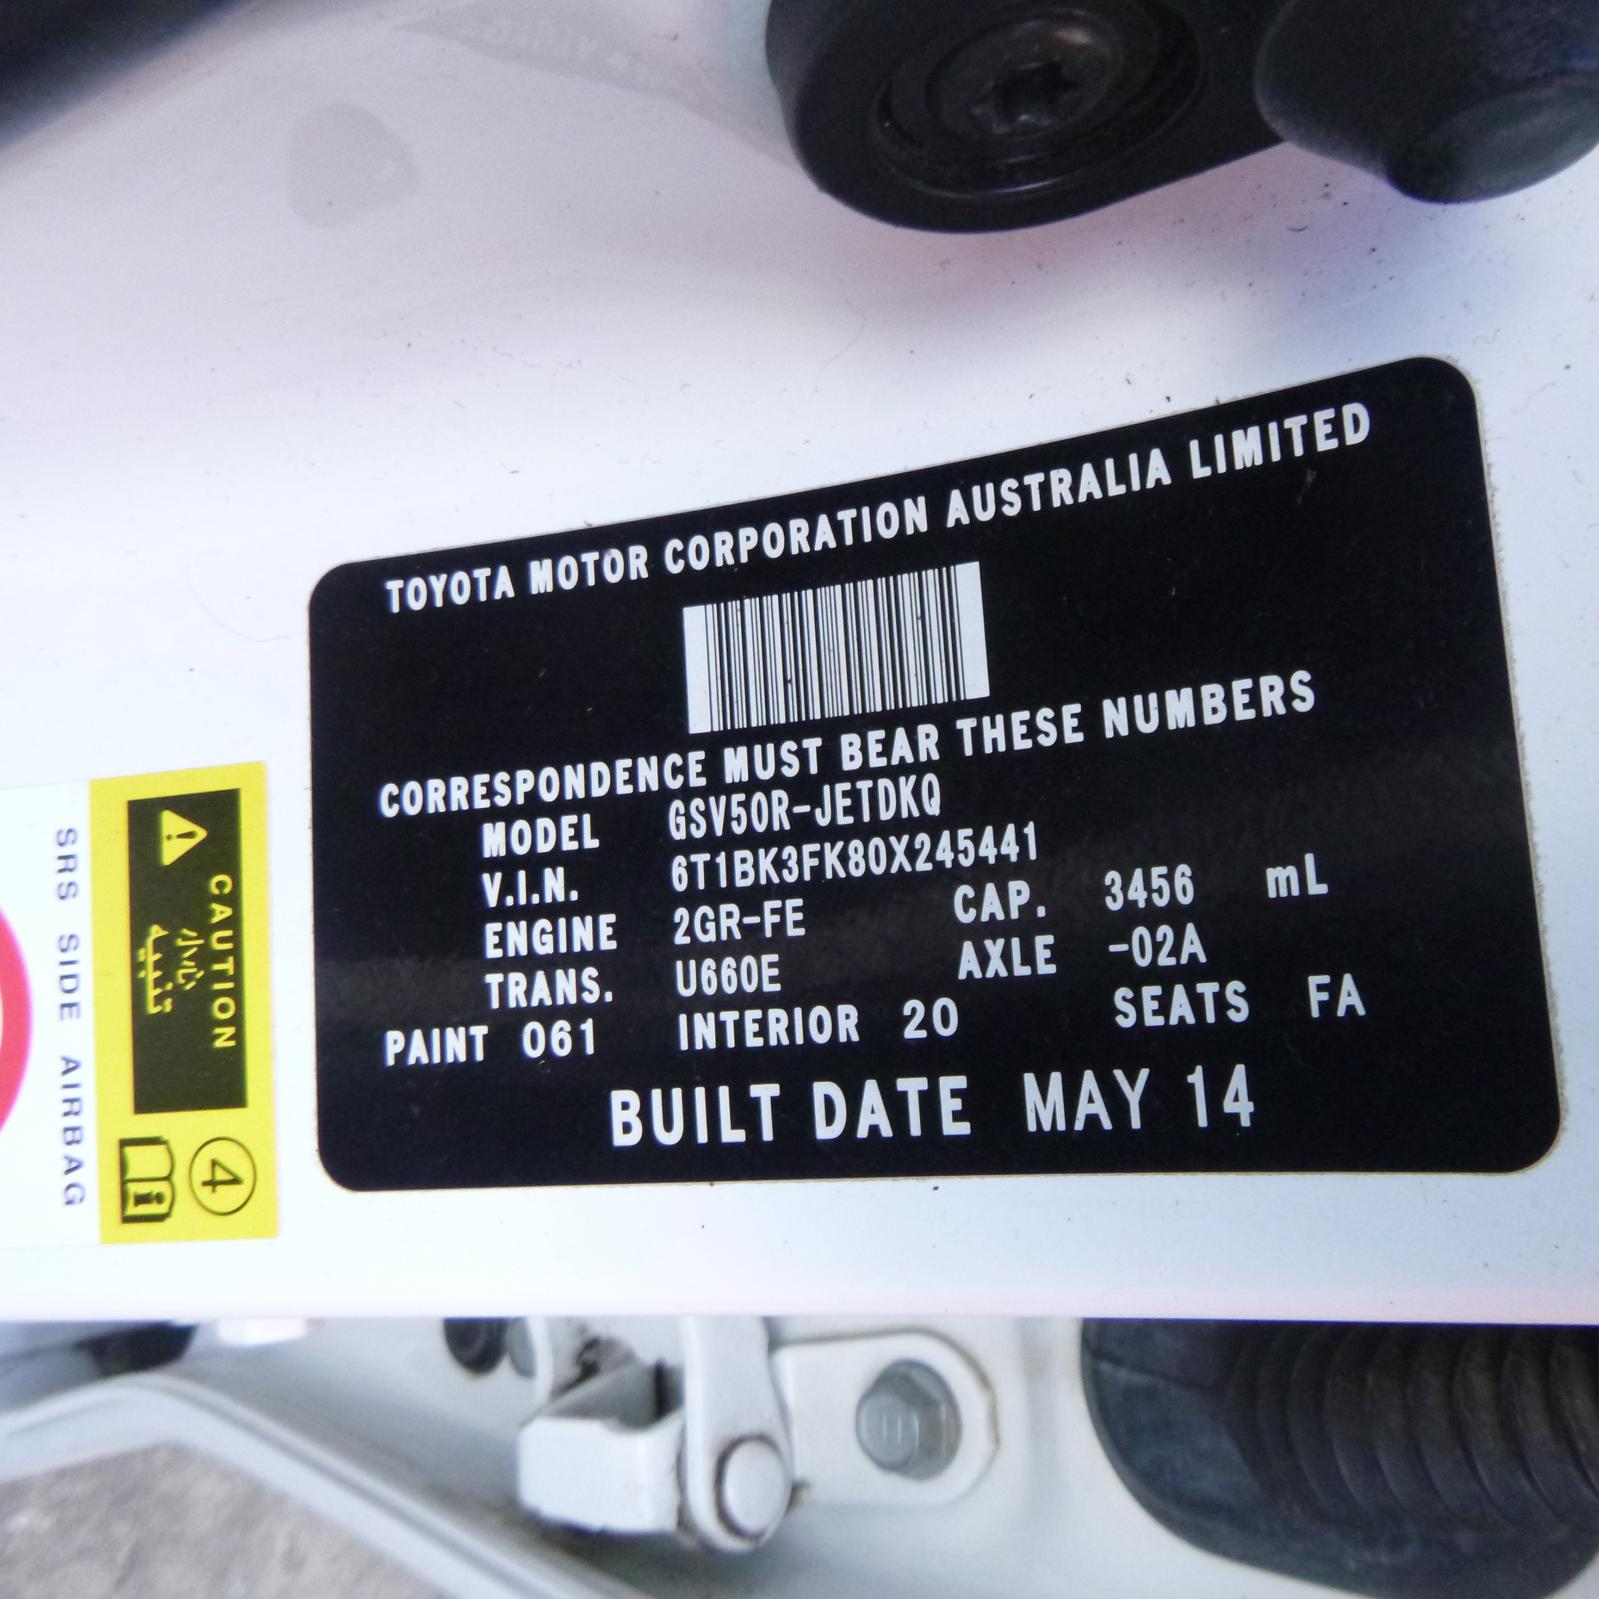 TOYOTA MOTOR CORPORATION AUSTRALIA LIMITED
CORRESPONDENCE MUST BEAR THESE NUMBERS
MODEL GSV50R-JETDKQ
V.I.N. 6T1BK3FK80X245441
ENGINE 2GR-FE CAP. 3456 mL
TRANS. U660E AXLE -02A
PAINT 061 INTERIOR 20 SEATS FA
BUILT DATE MAY 14
CAUTION
小心
4
i
SRS SIDE AIRBAG